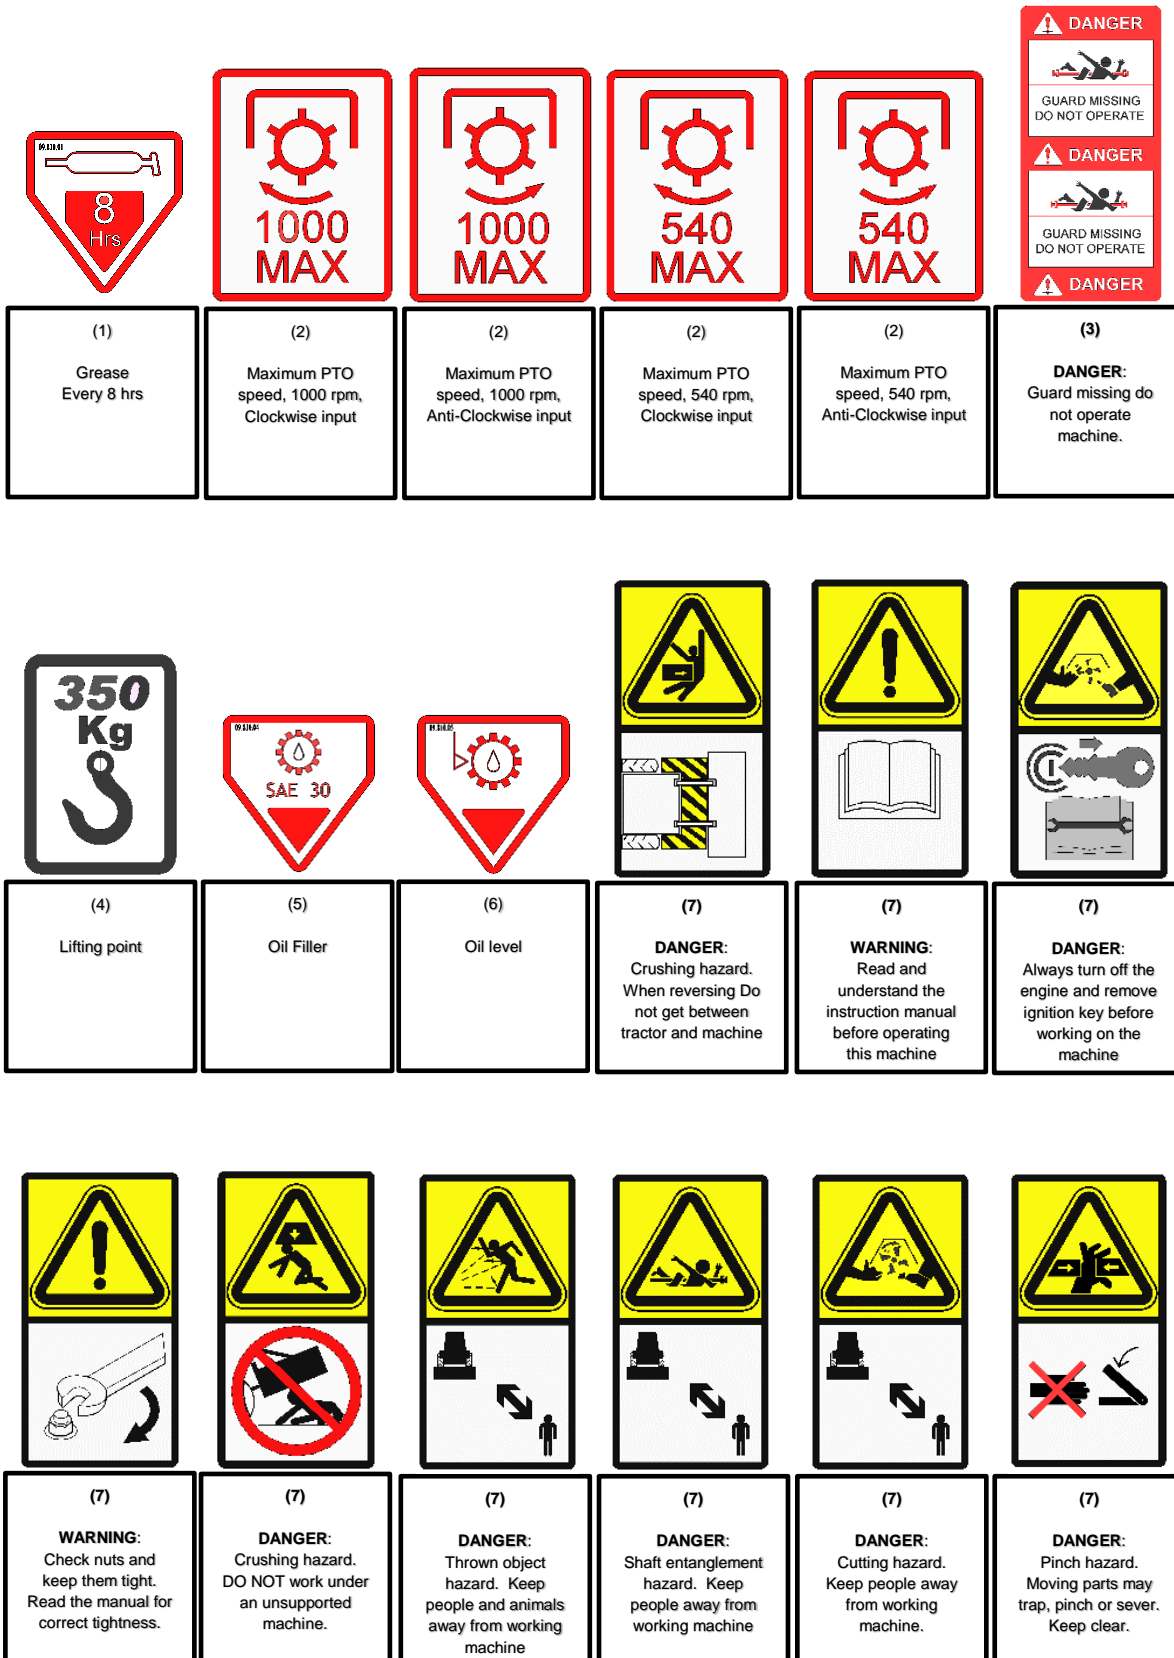 09.810.01
8
Hrs
1000
MAX
1000
MAX
540
MAX
540
MAX
DANGER
GUARD MISSING
DO NOT OPERATE
DANGER
GUARD MISSING
DO NOT OPERATE
DANGER
(1)
Grease
Every 8 hrs
(2)
Maximum PTO
speed, 1000 rpm,
Clockwise input
(2)
Maximum PTO
speed, 1000 rpm,
Anti-Clockwise input
(2)
Maximum PTO
speed, 540 rpm,
Clockwise input
(2)
Maximum PTO
speed, 540 rpm,
Anti-Clockwise input
(3)
DANGER:
Guard missing do
not operate
machine.
350
Kg
09.810.04
SAE 30
09.810.05
(4)
Lifting point
(5)
Oil Filler
(6)
Oil level
(7)
DANGER:
Crushing hazard.
When reversing Do
not get between
tractor and machine
(7)
WARNING:
Read and
understand the
instruction manual
before operating
this machine
(7)
DANGER:
Always turn off the
engine and remove
ignition key before
working on the
machine
(7)
WARNING:
Check nuts and
keep them tight.
Read the manual for
correct tightness.
(7)
DANGER:
Crushing hazard.
DO NOT work under
an unsupported
machine.
(7)
DANGER:
Thrown object
hazard. Keep
people and animals
away from working
machine
(7)
DANGER:
Shaft entanglement
hazard. Keep
people away from
working machine
(7)
DANGER:
Cutting hazard.
Keep people away
from working
machine.
(7)
DANGER:
Pinch hazard.
Moving parts may
trap, pinch or sever.
Keep clear.